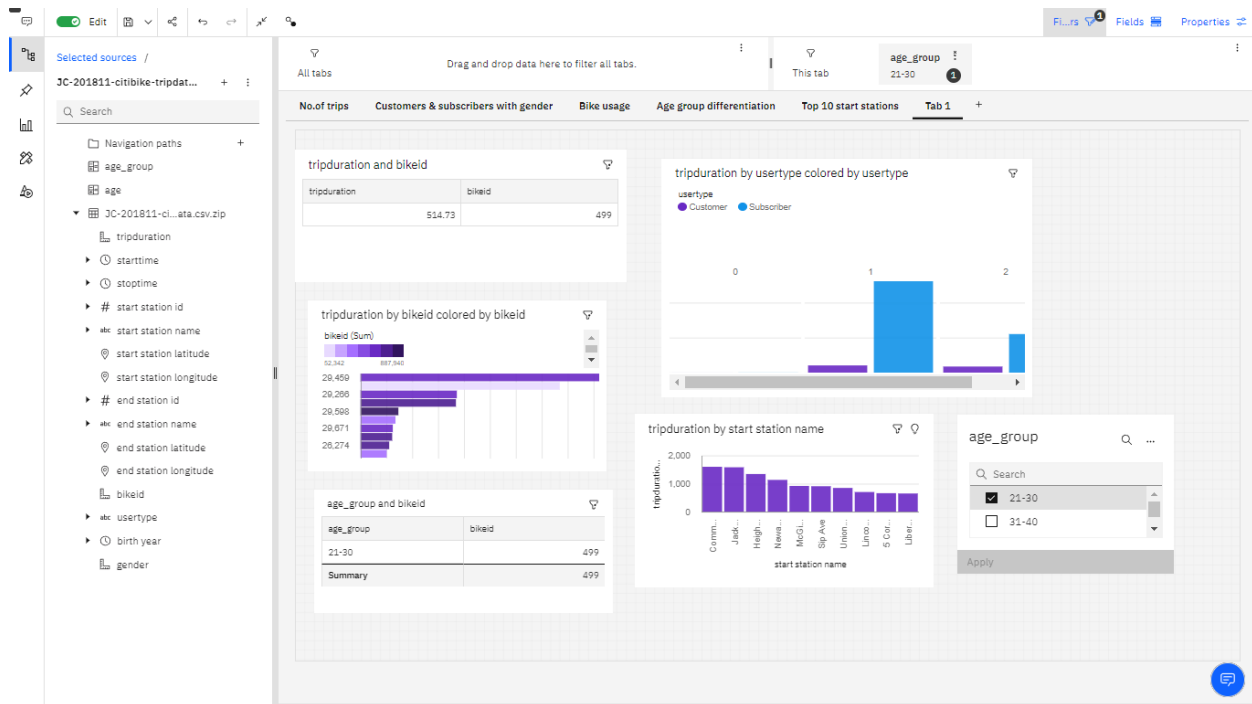 Edit
Fi...rs 1 Fields Properties
Selected sources /
JC-201811-citibike-tripdat... +
Search
Navigation paths +
age_group
age
JC-201811-ci...ata.csv.zip
tripduration
starttime
stoptime
# start station id
abc start station name
start station latitude
start station longitude
# end station id
abc end station name
end station latitude
end station longitude
bikeid
abc usertype
birth year
gender
All tabs
Drag and drop data here to filter all tabs.
This tab
age_group
21-30 1
No.of trips Customers & subscribers with gender Bike usage Age group differentiation Top 10 start stations Tab 1 +
tripduration and bikeid
tripduration bikeid
514.73 499
tripduration by usertype colored by usertype
usertype
Customer Subscriber
0 1 2
tripduration by bikeid colored by bikeid
bikeid (Sum)
52,342 687,940
29,459
29,266
29,598
29,671
26,274
tripduration by start station name
tripduratio...
2,000
1,000
0
Comm... Jack... Heigh... Newa... McGi... Sip Ave Union... Linco... 5 Cor... Liber...
start station name
age_group
Search
21-30
31-40
Apply
age_group and bikeid
age_group bikeid
21-30 499
Summary 499